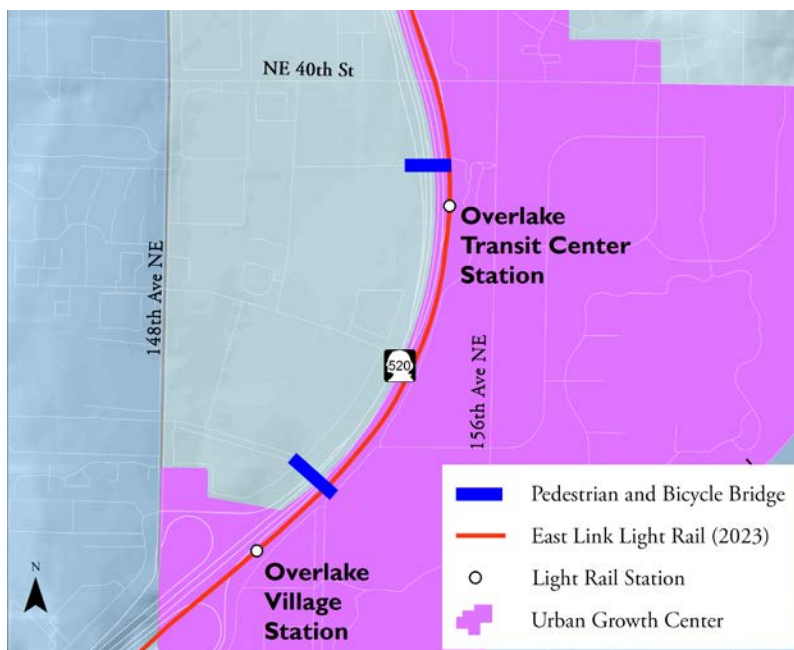 NE 40th St
Overlake
Transit Center
Station
148th Ave NE
520
156th Ave NE
Overlake
Village
Station
N
Pedestrian and Bicycle Bridge
East Link Light Rail (2023)
Light Rail Station
Urban Growth Center